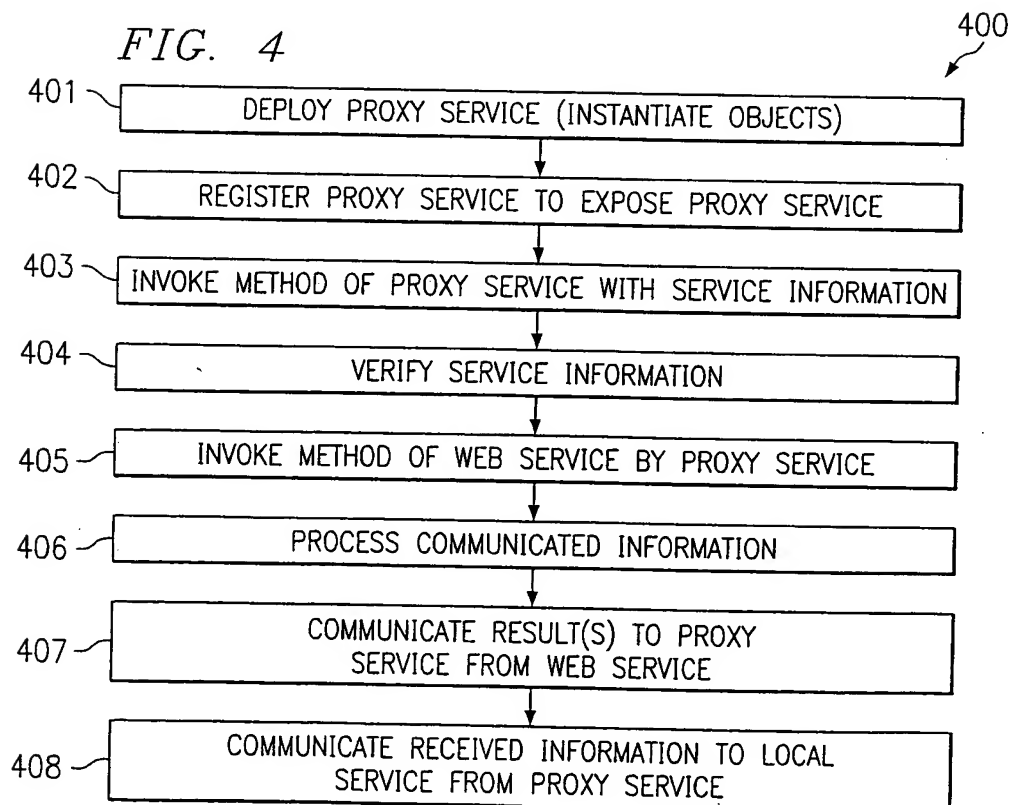 FIG. 4
400
401
DEPLOY PROXY SERVICE (INSTANTIATE OBJECTS)
402
REGISTER PROXY SERVICE TO EXPOSE PROXY SERVICE
403
INVOKE METHOD OF PROXY SERVICE WITH SERVICE INFORMATION
404
VERIFY SERVICE INFORMATION
405
INVOKE METHOD OF WEB SERVICE BY PROXY SERVICE
406
PROCESS COMMUNICATED INFORMATION
407
COMMUNICATE RESULT(S) TO PROXY
SERVICE FROM WEB SERVICE
408
COMMUNICATE RECEIVED INFORMATION TO LOCAL
SERVICE FROM PROXY SERVICE